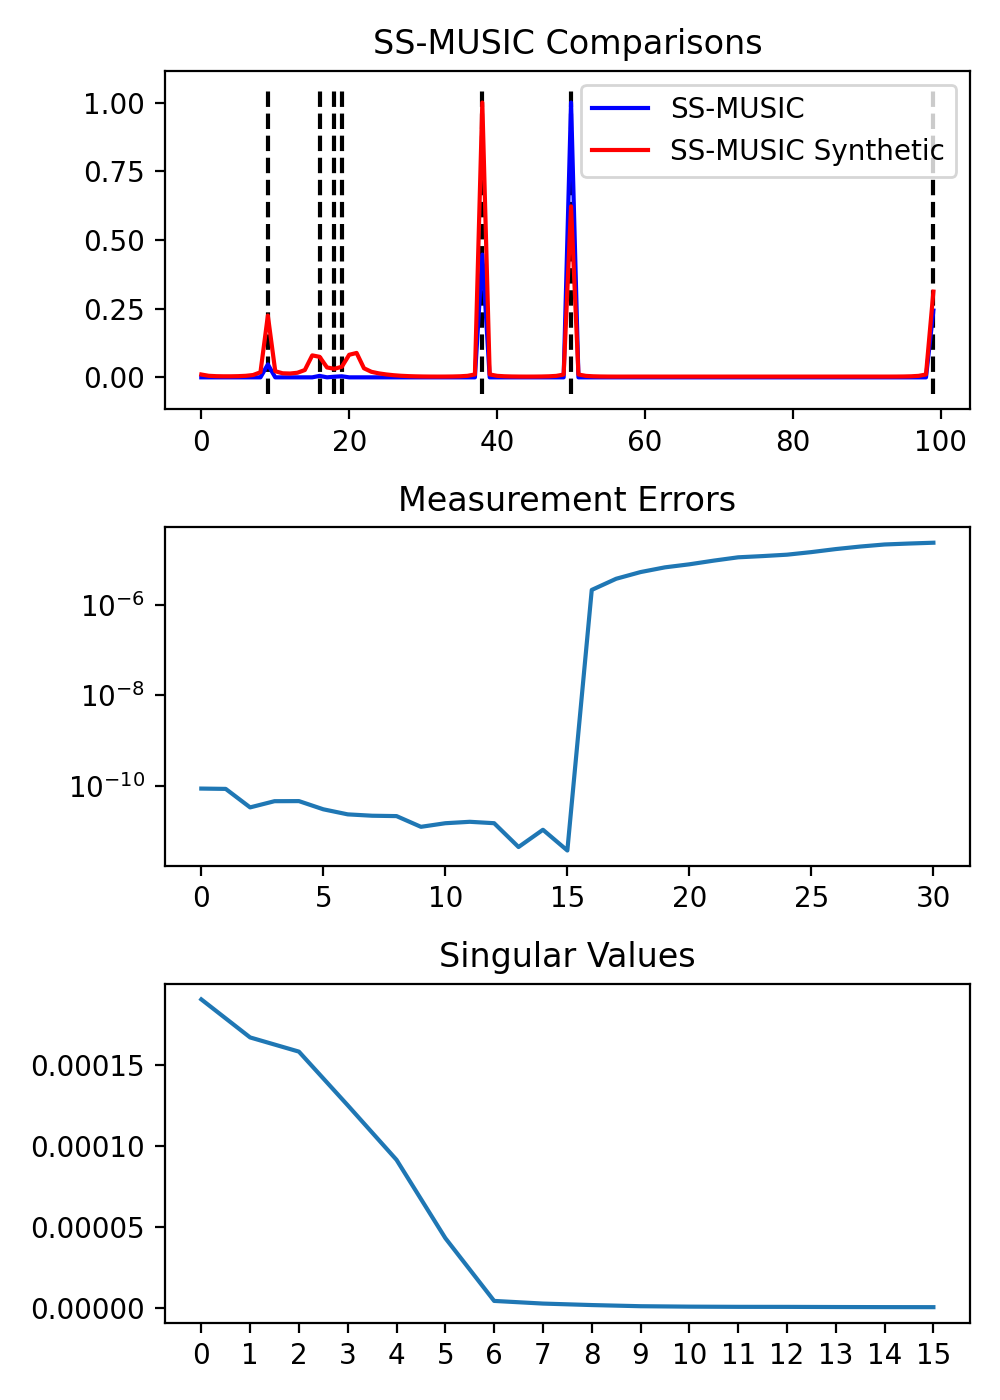 SS-MUSIC Comparisons
1.00
0.75
0.50
0.25
0.00
SS-MUSIC
SS-MUSIC Synthetic
0 20 40 60 80 100
Measurement Errors
10⁻⁶
10⁻⁸
10⁻¹⁰
0 5 10 15 20 25 30
Singular Values
0.00015
0.00010
0.00005
0.00000
0 1 2 3 4 5 6 7 8 9 10 11 12 13 14 15